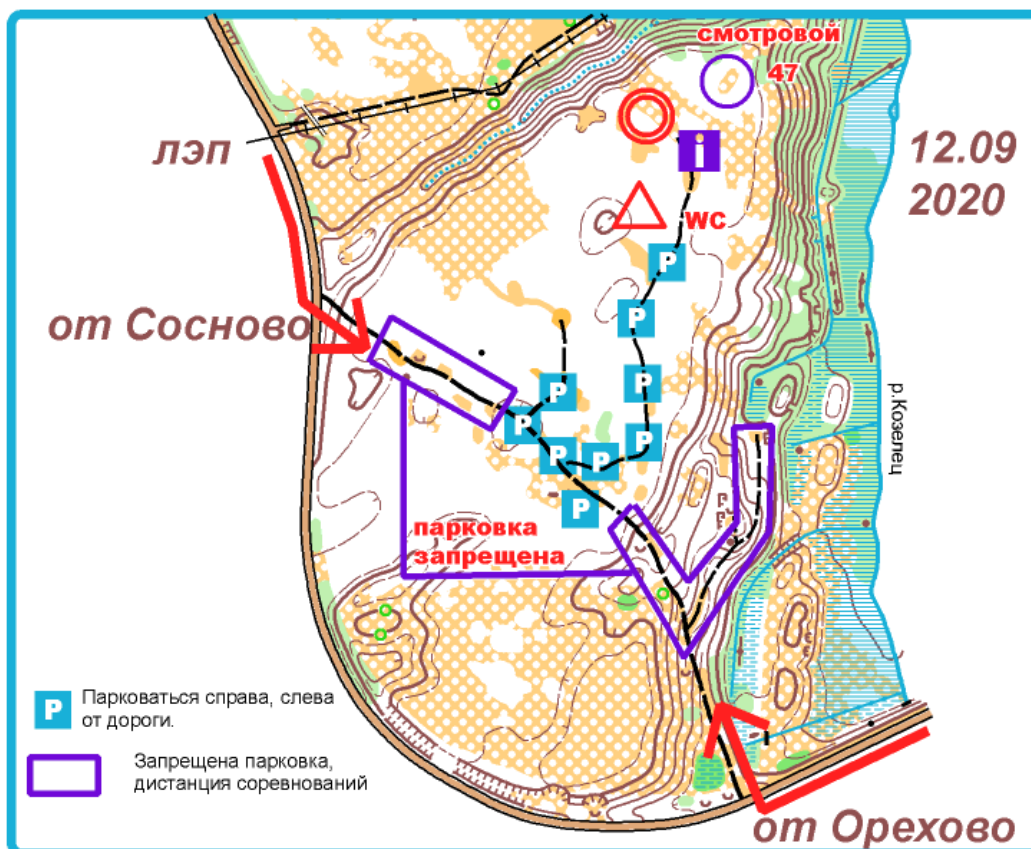 смотровой
47
лэп
12.09
2020
i
WC
P
P
от Сосново
P
P
P
P
P
P
P
р.Козелец
парковка
запрещена
P
P Парковаться справа, слева
от дороги.
Запрещена парковка,
дистанция соревнований
от Орехово